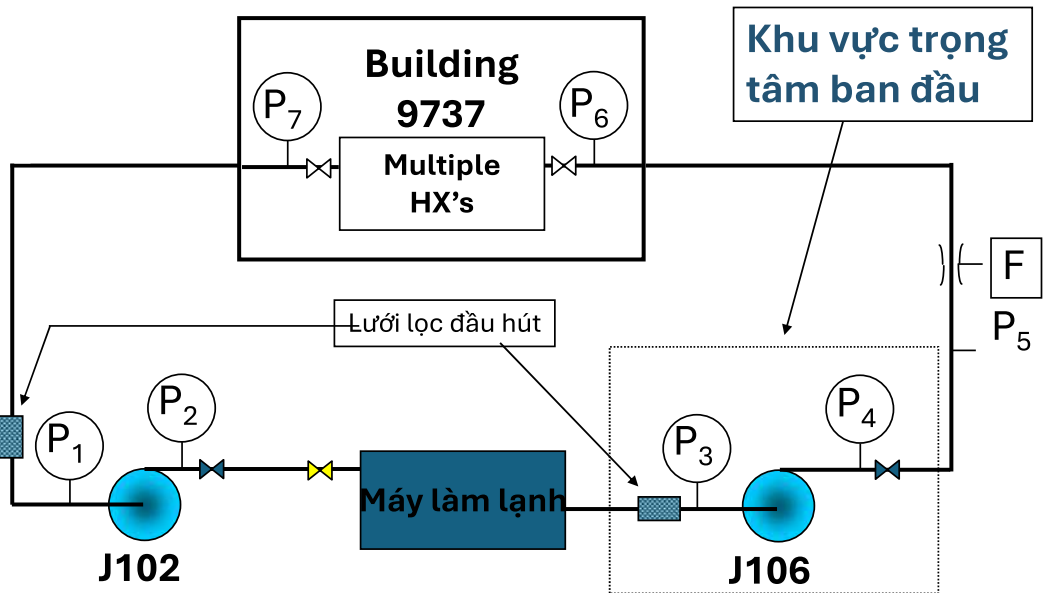 Khu vực trọng
tâm ban đầu
Building
9737
P7
P6
Multiple
HX’s
F
P5
Lưới lọc đầu hút
P2
P4
P1
P3
Máy làm lạnh
J102
J106